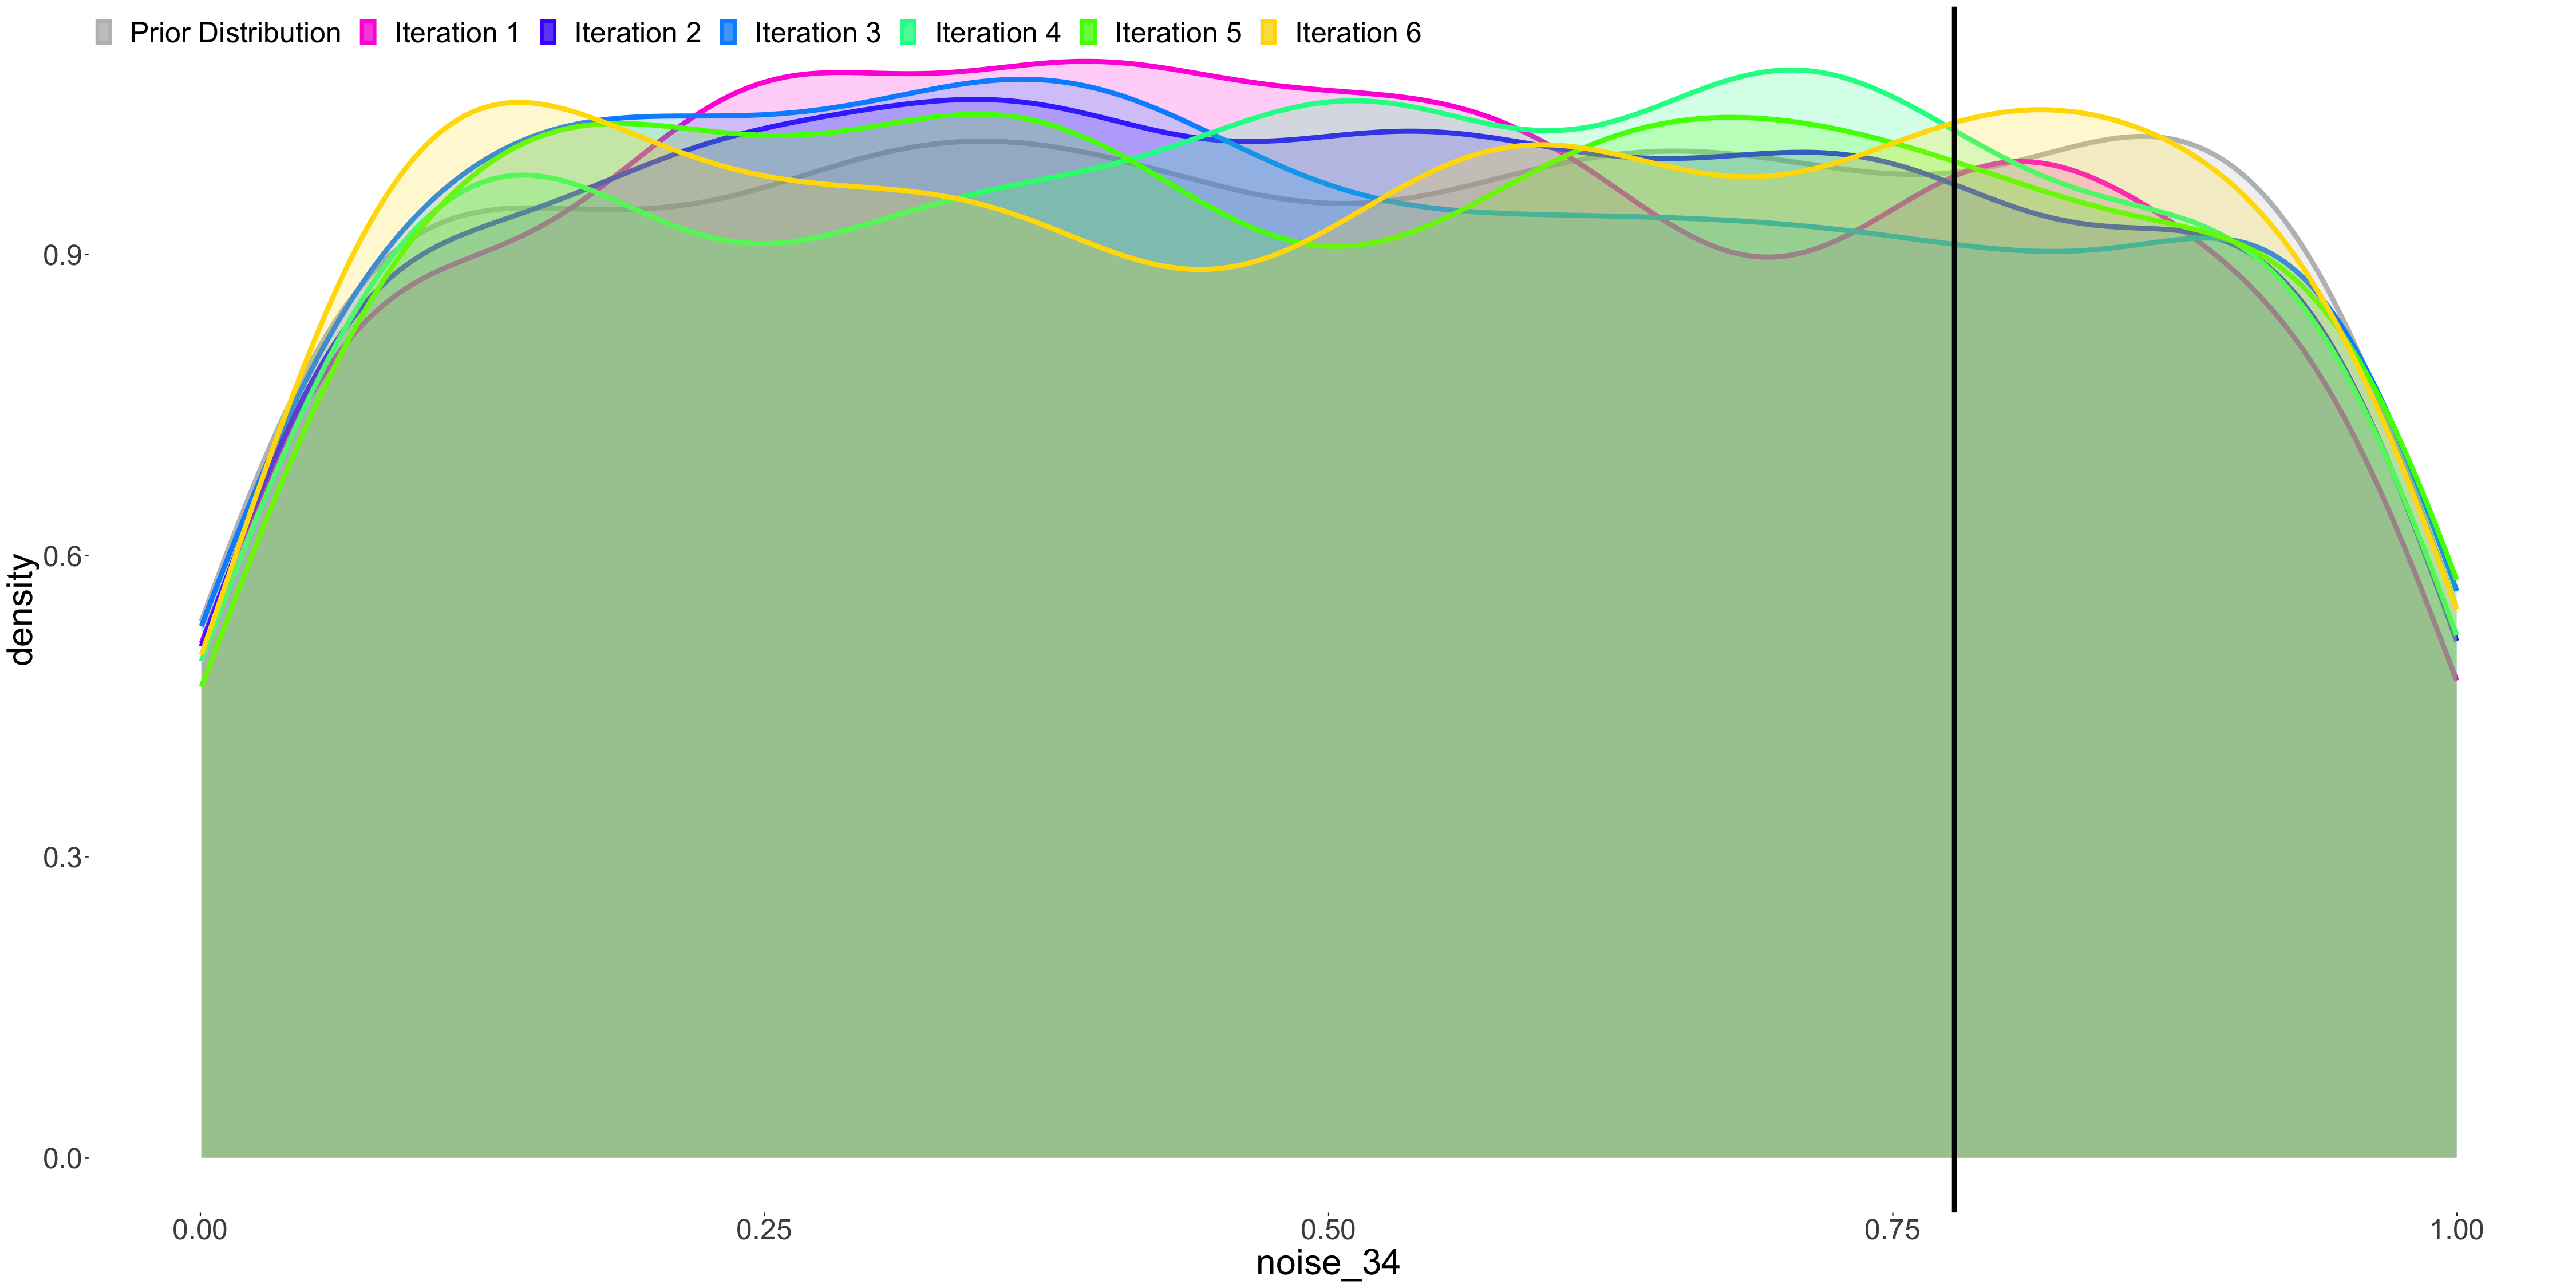 Prior Distribution Iteration 1 Iteration 2 Iteration 3 Iteration 4 Iteration 5 Iteration 6
density
0.9
0.6
0.3
0.0
0.00 0.25 0.50 0.75 1.00
noise_34